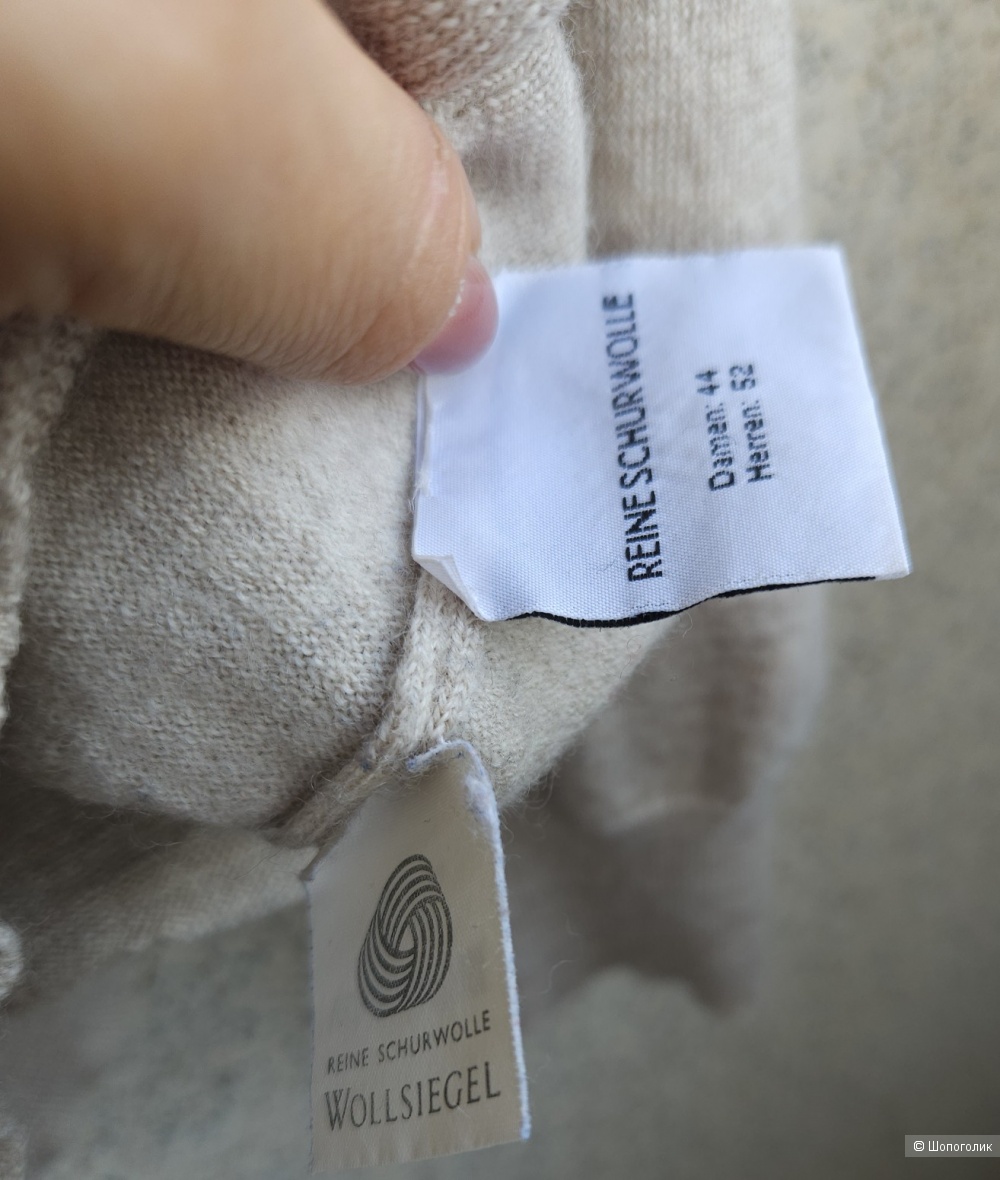 REINE SCHURWOLLE
Damen: 44
Herren: 52
REINE SCHURWOLLE
WOLLSIEGEL
© Шопоголик